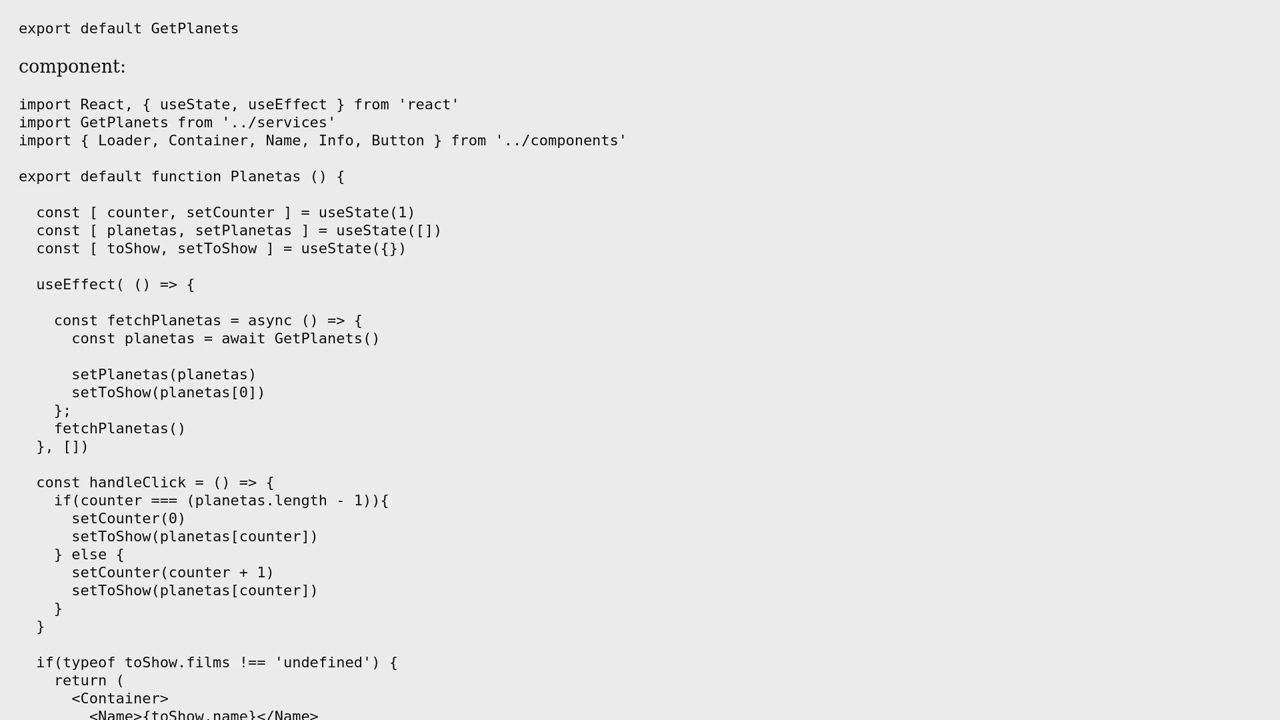 export default GetPlanets
component:
import React, { useState, useEffect } from 'react'
import GetPlanets from '../services'
import { Loader, Container, Name, Info, Button } from '../components'
export default function Planetas () {
const [ counter, setCounter ] = useState(1)
const [ planetas, setPlanetas ] = useState([])
const [ toShow, setToShow ] = useState({})
useEffect( () => {
const fetchPlanetas = async () => {
const planetas = await GetPlanets()
setPlanetas(planetas)
setToShow(planetas[0])
};
fetchPlanetas()
}, [])
const handleClick = () => {
if(counter === (planetas.length - 1)){
setCounter(0)
setToShow(planetas[counter])
} else {
setCounter(counter + 1)
setToShow(planetas[counter])
}
}
if(typeof toShow.films !== 'undefined') {
return (
<Container>
<Name>{toShow.name}</Name>